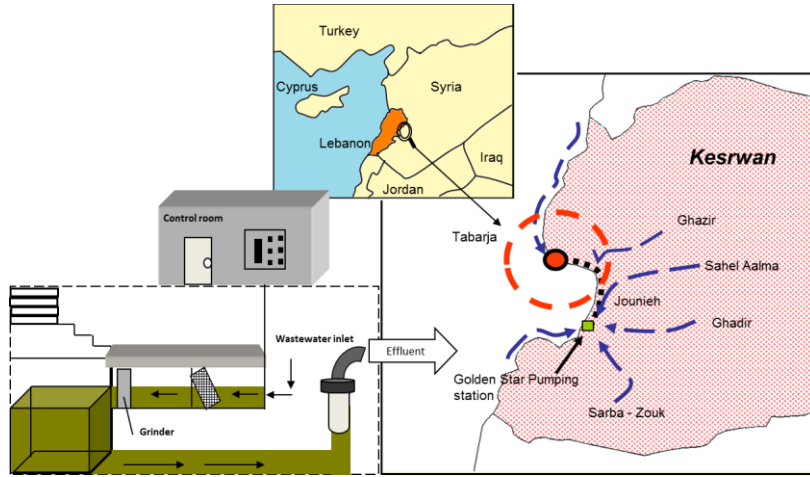 Turkey
Cyprus
Syria
Lebanon
Iraq
Jordan
Kesrwan
Tabarja
Ghazir
Sahel Aalma
Jounieh
Ghadir
Golden Star Pumping
station
Sarba - Zouk
Control room
Wastewater inlet
Effluent
Grinder